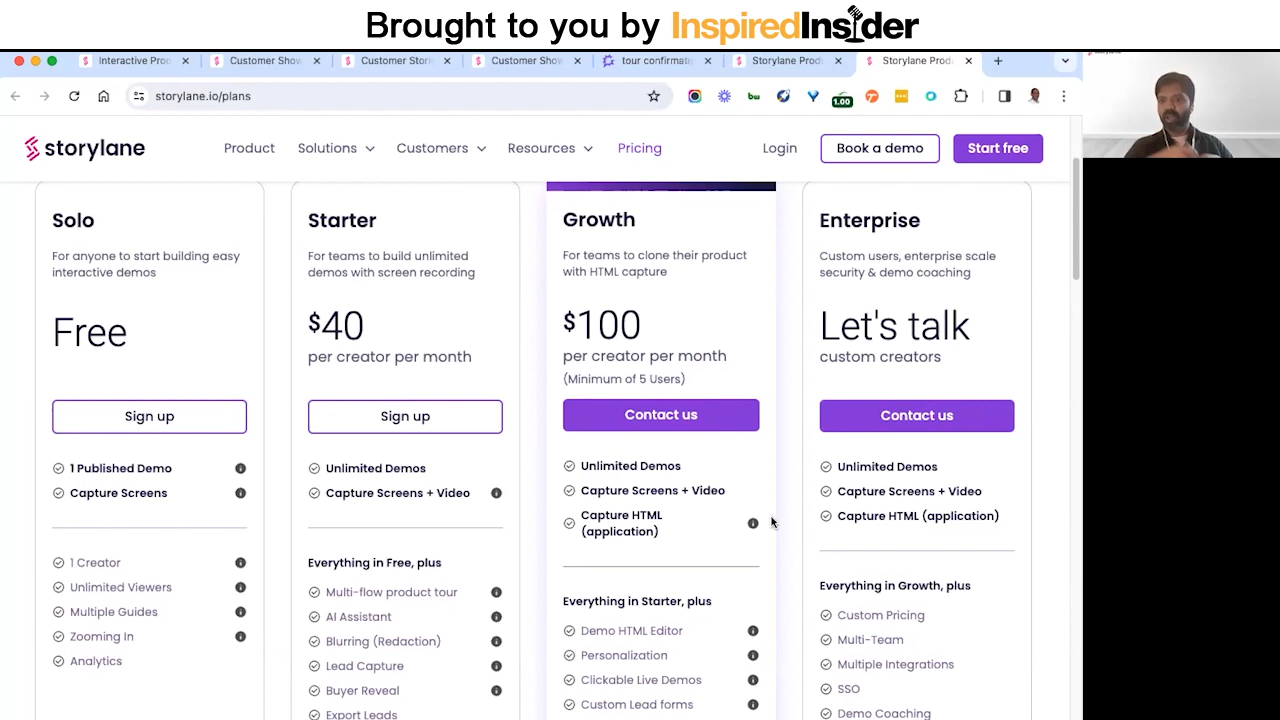 Brought to you by InspiredInsider
Interactive Proc
Customer Show
Customer Stori
Customer Show
tour confirmate
Storylane Prod
Storylane Prod
storylane.io/plans
1.00
storylane
Product
Solutions
Customers
Resources
Pricing
Login
Book a demo
Start free
Solo
For anyone to start building easy
interactive demos
Free
Sign up
1 Published Demo
Capture Screens
1 Creator
Unlimited Viewers
Multiple Guides
Zooming In
Analytics
Starter
For teams to build unlimited
demos with screen recording
$40
per creator per month
Sign up
Unlimited Demos
Capture Screens + Video
Everything in Free, plus
Multi-flow product tour
AI Assistant
Blurring (Redaction)
Lead Capture
Buyer Reveal
Export Leads
Growth
For teams to clone their product
with HTML capture
$100
per creator per month
(Minimum of 5 Users)
Contact us
Unlimited Demos
Capture Screens + Video
Capture HTML
(application)
Everything in Starter, plus
Demo HTML Editor
Personalization
Clickable Live Demos
Custom Lead forms
Enterprise
Custom users, enterprise scale
security & demo coaching
Let's talk
custom creators
Contact us
Unlimited Demos
Capture Screens + Video
Capture HTML (application)
Everything in Growth, plus
Custom Pricing
Multi-Team
Multiple Integrations
SSO
Demo Coaching